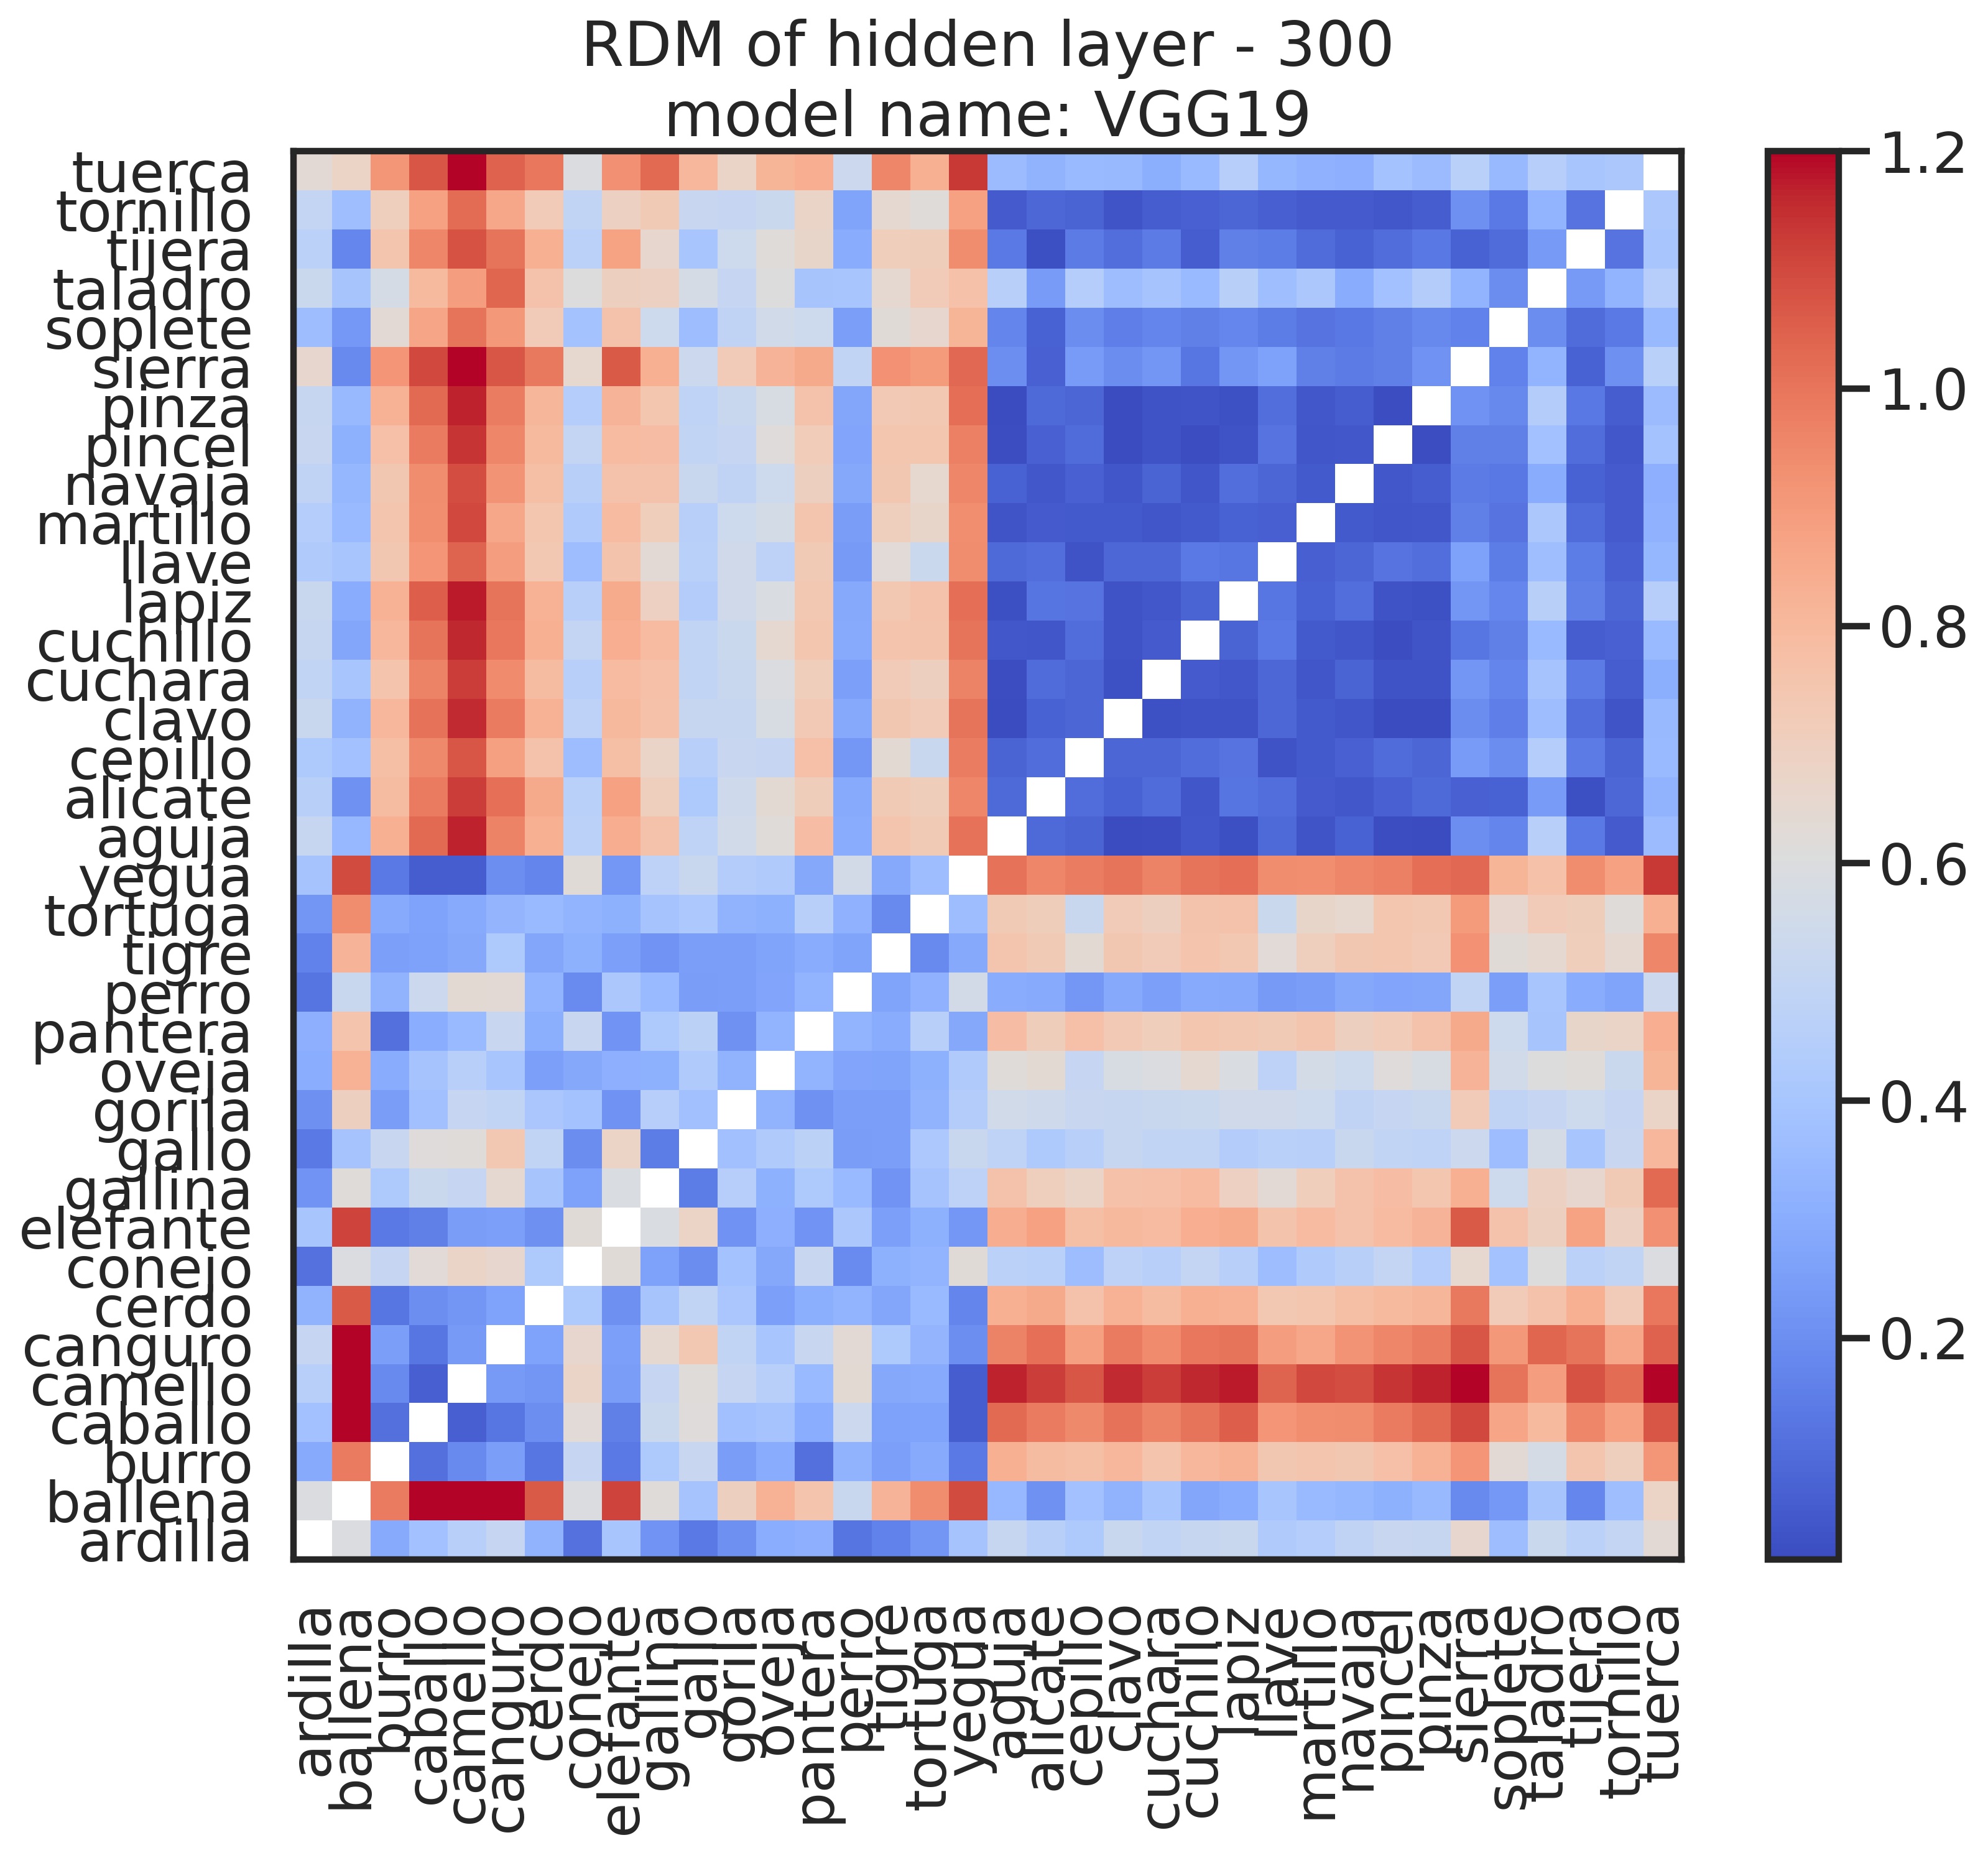 RDM of hidden layer - 300
model name: VGG19
tuerca
tornillo
tijera
taladro
soplete
sierra
pinza
pincel
navaja
martillo
llave
lapiz
cuchillo
cuchara
clavo
cepillo
alicate
aguja
yegua
tortuga
tigre
perro
pantera
oveja
gorila
gallo
gallina
elefante
conejo
cerdo
canguro
camello
caballo
burro
ballena
ardilla
ardilla
ballena
burro
caballo
camello
canguro
cerdo
conejo
elefante
gallina
gallo
gorila
oveja
pantera
perro
tigre
tortuga
yegua
aguja
alicate
cepillo
clavo
cuchara
cuchillo
lapiz
llave
martillo
navaja
pincel
pinza
sierra
soplete
taladro
tijera
tornillo
tuerca
1.2
1.0
0.8
0.6
0.4
0.2